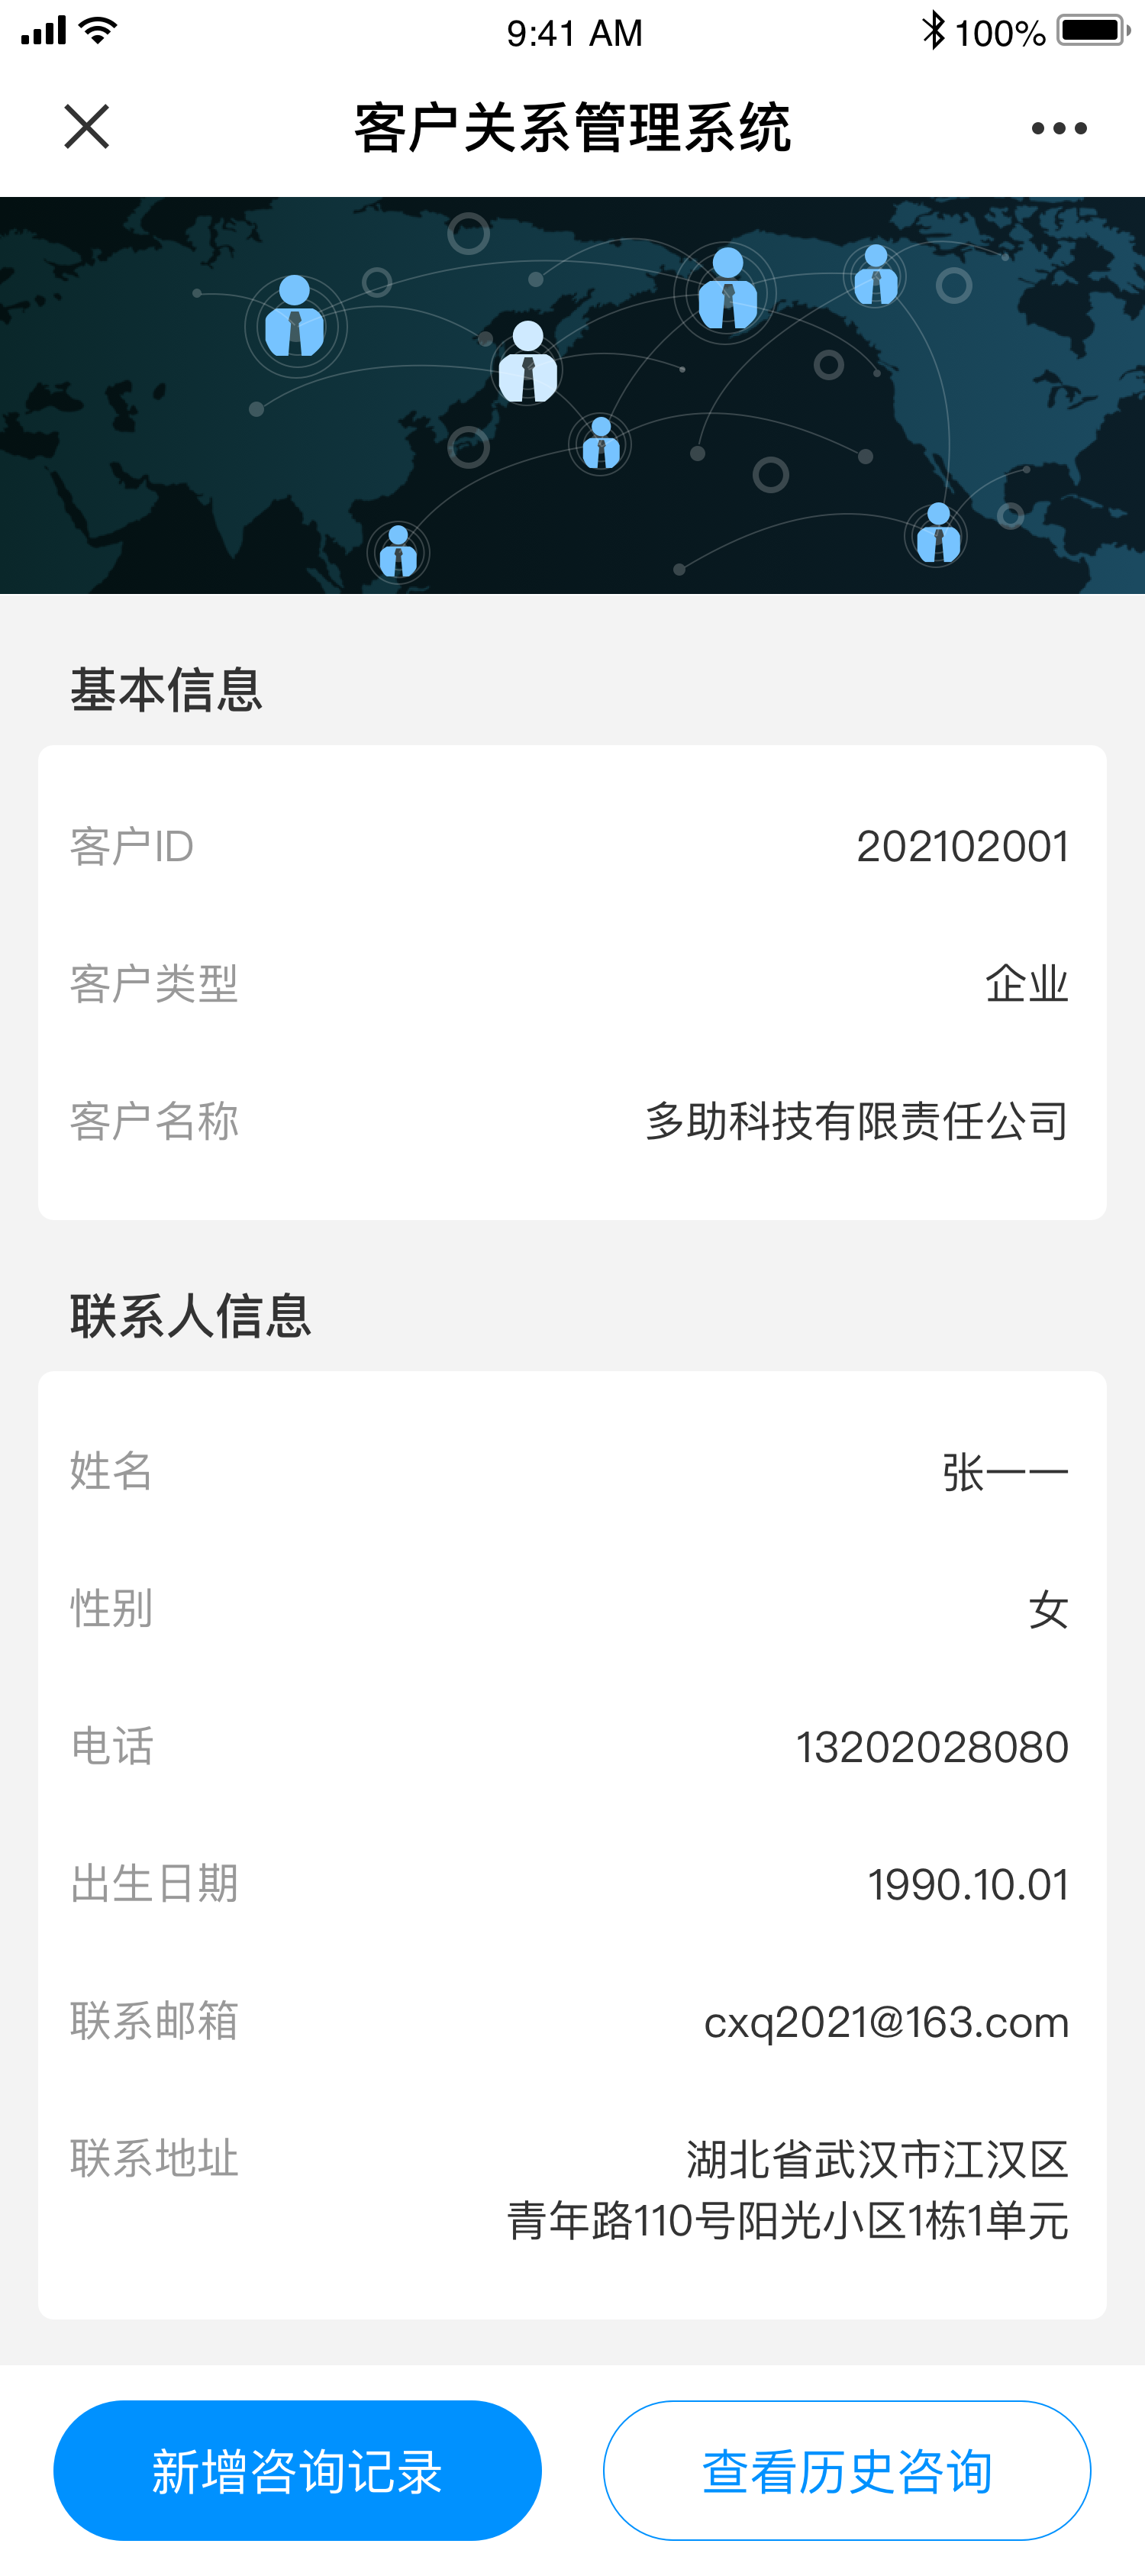 9:41 AM
100%
客户关系管理系统
基本信息
客户ID 202102001
客户类型 企业
客户名称 多助科技有限责任公司
联系人信息
姓名 张一一
性别 女
电话 13202028080
出生日期 1990.10.01
联系邮箱 cxq2021@163.com
联系地址 湖北省武汉市江汉区
青年路110号阳光小区1栋1单元
新增咨询记录 查看历史咨询